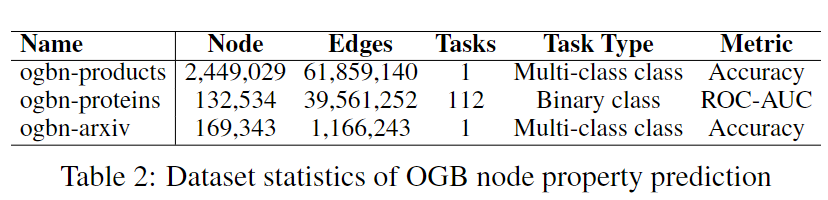 Name Node Edges Tasks Task Type Metric
ogbn-products 2,449,029 61,859,140 1 Multi-class class Accuracy
ogbn-proteins 132,534 39,561,252 112 Binary class ROC-AUC
ogbn-arxiv 169,343 1,166,243 1 Multi-class class Accuracy
Table 2: Dataset statistics of OGB node property prediction